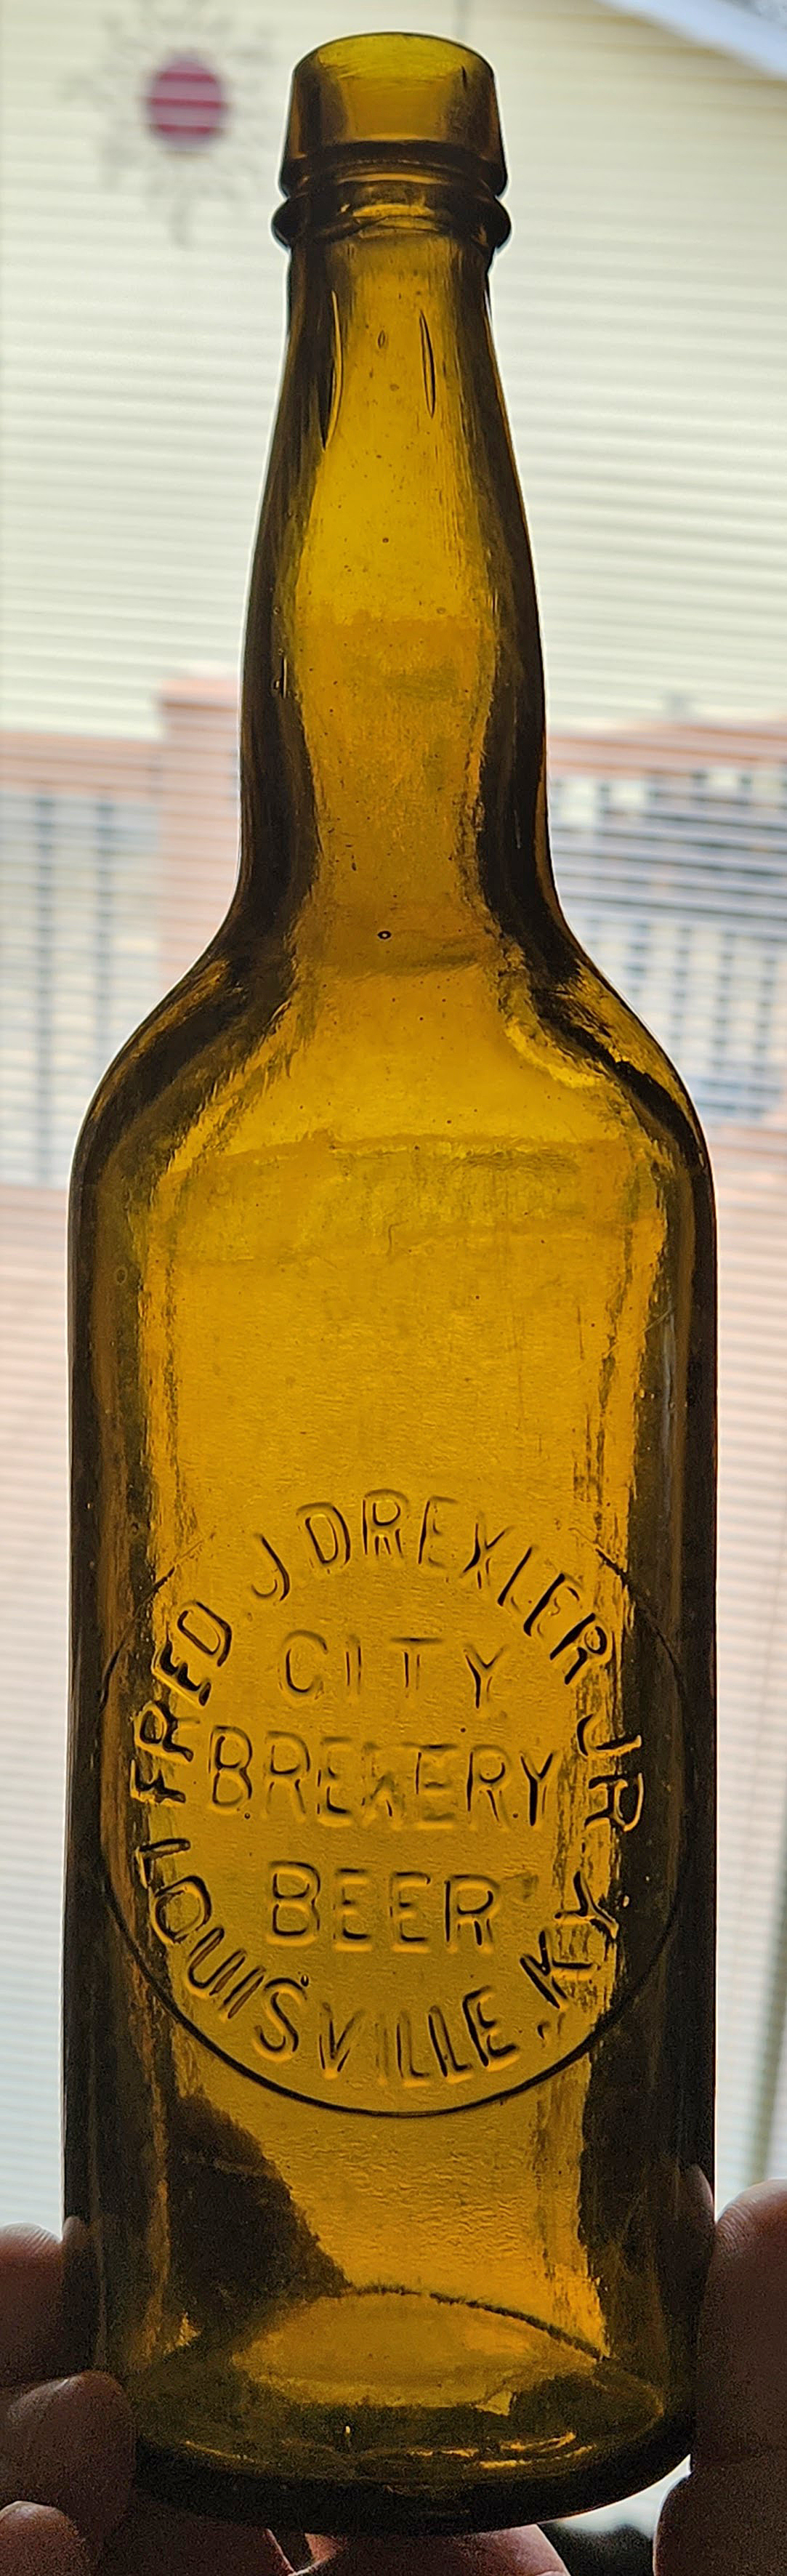 FRED J DREXLER JR
CITY
BREWERY
BEER
LOUISVILLE, KY